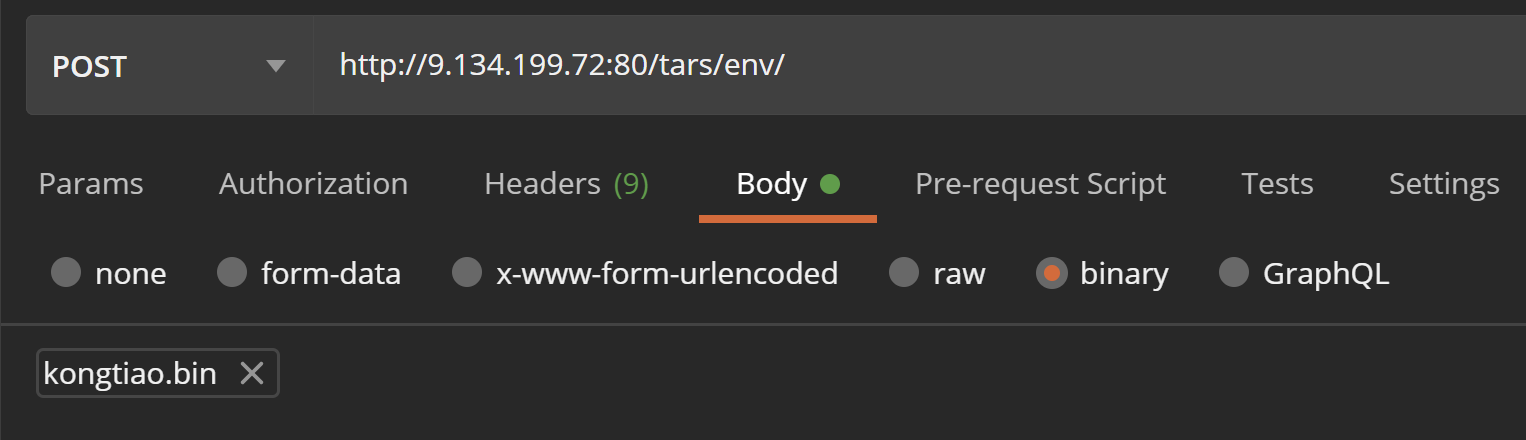 POST http://9.134.199.72:80/tars/env/
Params Authorization Headers (9) Body Pre-request Script Tests Settings
none form-data x-www-form-urlencoded raw binary GraphQL
kongtiao.bin